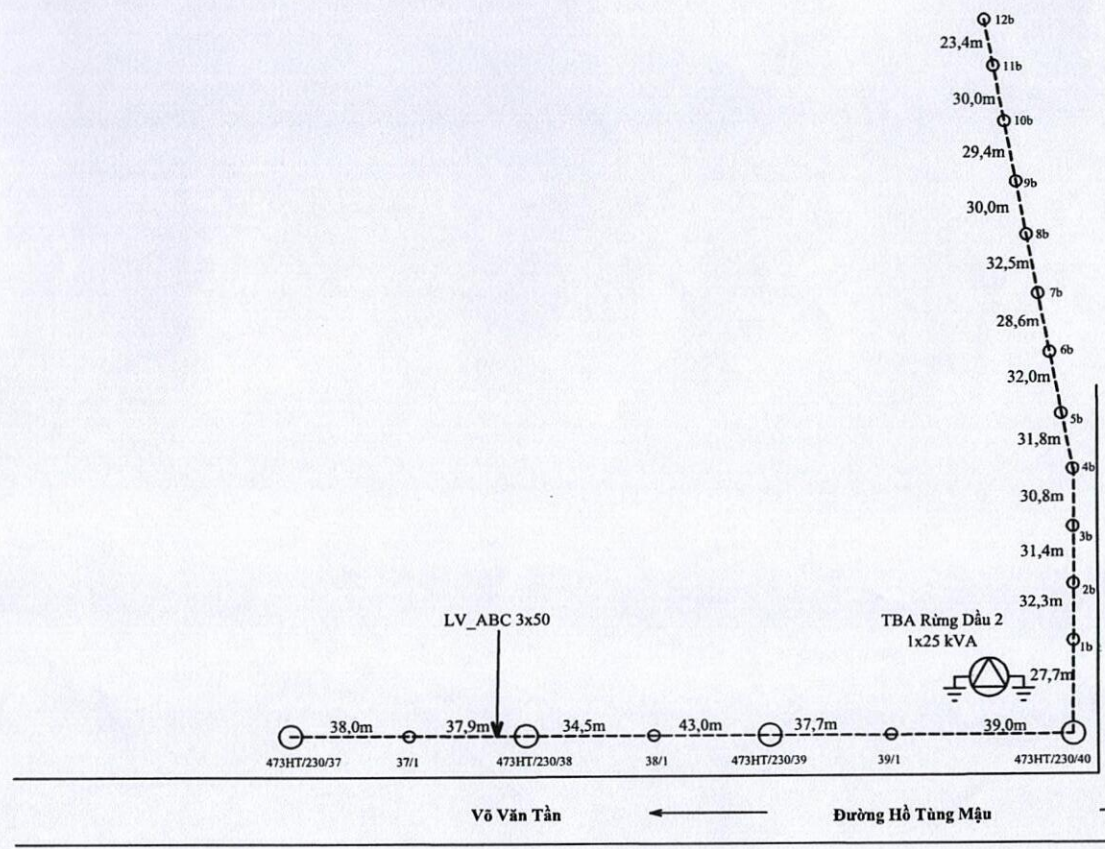 12b
23,4m
11b
30,0m
10b
29,4m
9b
30,0m
8b
32,5m
7b
28,6m
6b
32,0m
5b
31,8m
4b
30,8m
3b
31,4m
2b
32,3m
1b
27,7m
LV_ABC 3x50
TBA Rừng Dầu 2
1x25 kVA
38,0m 37,9m 34,5m 43,0m 37,7m 39,0m
473HT/230/37 37/1 473HT/230/38 38/1 473HT/230/39 39/1 473HT/230/40
Võ Văn Tần Đường Hồ Tùng Mậu